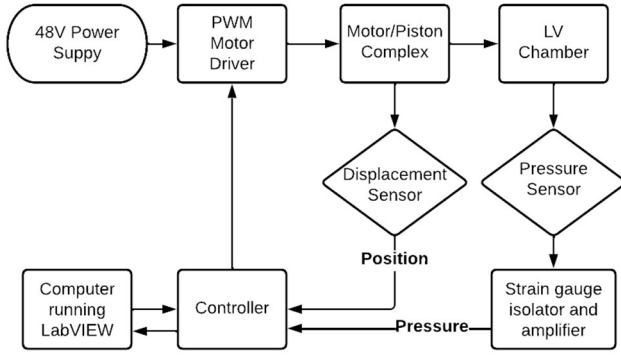 48V Power
Suppy
PWM
Motor
Driver
Motor/Piston
Complex
LV
Chamber
Displacement
Sensor
Pressure
Sensor
Position
Computer
running
LabVIEW
Controller
Pressure
Strain gauge
isolator and
amplifier